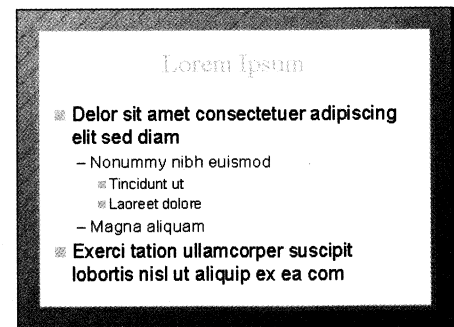 Lorem Ipsum
Delor sit amet consectetuer adipiscing
elit sed diam
– Nonummy nibh euismod
Tincidunt ut
Laoreet dolore
– Magna aliquam
Exerci tation ullamcorper suscipit
lobortis nisl ut aliquip ex ea com